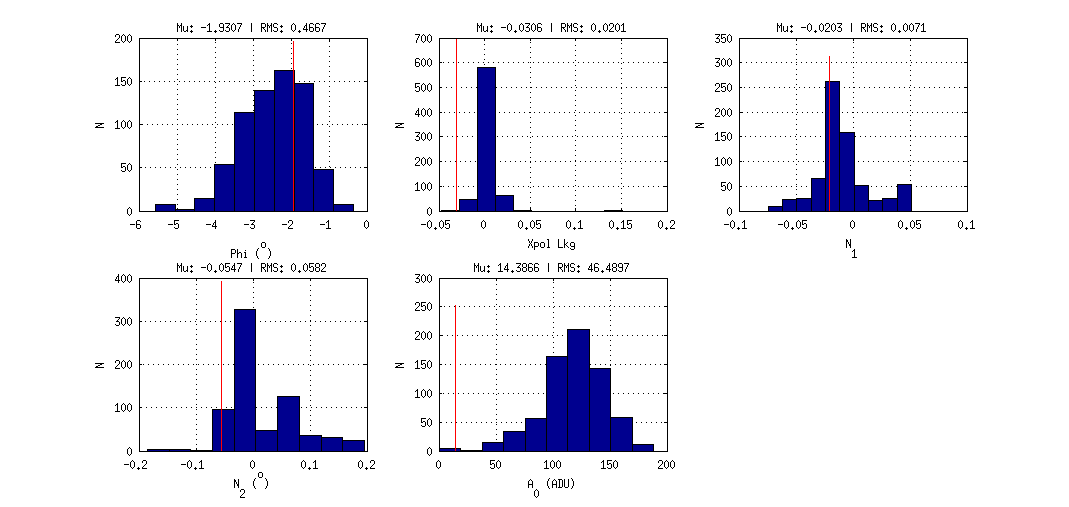 Mu: -1.9307 | RMS: 0.4667
200
150
100
50
0
N
-6 -5 -4 -3 -2 -1 0
Phi (o)
Mu: -0.0306 | RMS: 0.0201
700
600
500
400
300
200
100
0
N
-0.05 0 0.05 0.1 0.15 0.2
Xpol Lkg
Mu: -0.0203 | RMS: 0.0071
350
300
250
200
150
100
50
0
N
-0.1 -0.05 0 0.05 0.1
N1
Mu: -0.0547 | RMS: 0.0582
400
300
200
100
0
N
-0.2 -0.1 0 0.1 0.2
N2 (o)
Mu: 14.3866 | RMS: 46.4897
300
250
200
150
100
50
0
N
0 50 100 150 200
A0 (ADU)